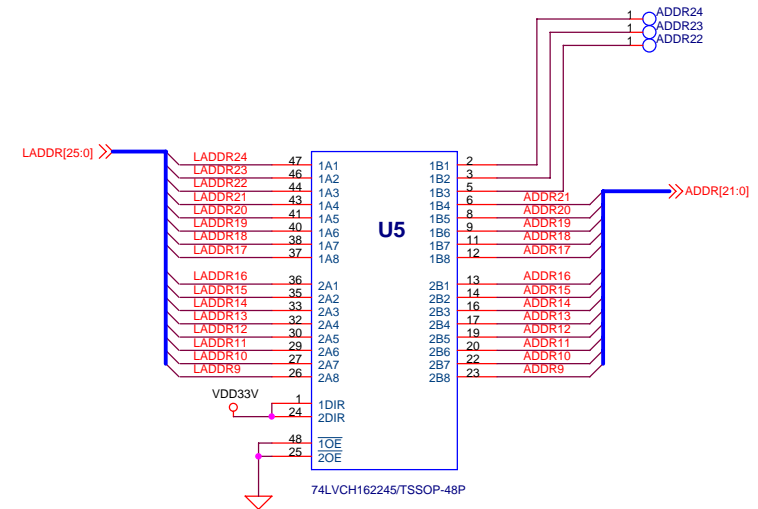 1 ADDR24
1 ADDR23
1 ADDR22
LADDR[25:0]
LADDR24 47 1A1 1B1 2
LADDR23 46 1A2 1B2 3
LADDR22 44 1A3 1B3 5
LADDR21 43 1A4 1B4 6 ADDR21
LADDR20 41 1A5 1B5 8 ADDR20
LADDR19 40 1A6 1B6 9 ADDR19
LADDR18 38 1A7 1B7 11 ADDR18
LADDR17 37 1A8 1B8 12 ADDR17
ADDR[21:0]
U5
LADDR16 36 2A1 2B1 13 ADDR16
LADDR15 35 2A2 2B2 14 ADDR15
LADDR14 33 2A3 2B3 16 ADDR14
LADDR13 32 2A4 2B4 17 ADDR13
LADDR12 30 2A5 2B5 19 ADDR12
LADDR11 29 2A6 2B6 20 ADDR11
LADDR10 27 2A7 2B7 22 ADDR10
LADDR9 26 2A8 2B8 23 ADDR9
VDD33V
1 1DIR
24 2DIR
48 1OE
25 2OE
74LVCH162245/TSSOP-48P